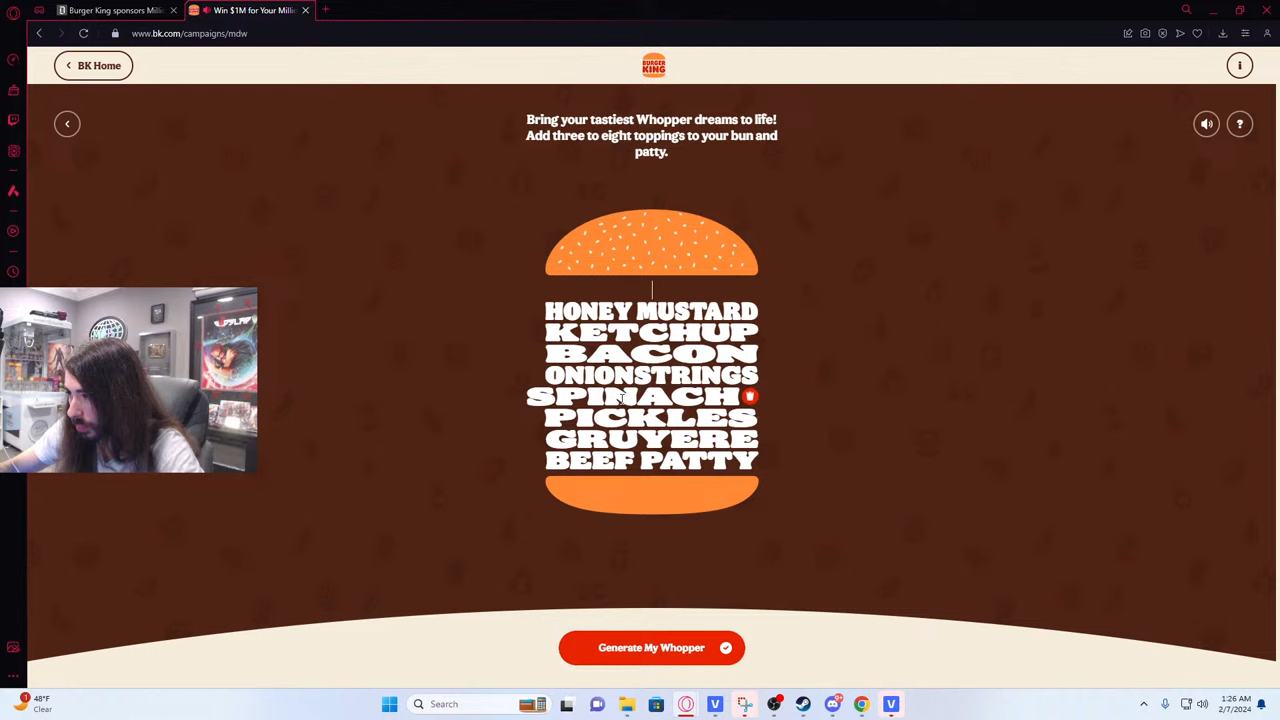 Burger King sponsors Milli
Win $1M for Your Millio
www.bk.com/campaigns/mdw
BK Home
BURGER KING
i
Bring your tastiest Whopper dreams to life!
Add three to eight toppings to your bun and
patty.
?
HONEY MUSTARD
KETCHUP
BACON
ONIONSTRINGS
SPINACH
PICKLES
GRUYERE
BEEF PATTY
Generate My Whopper
1
48°F
Clear
Search
1:26 AM
2/7/2024